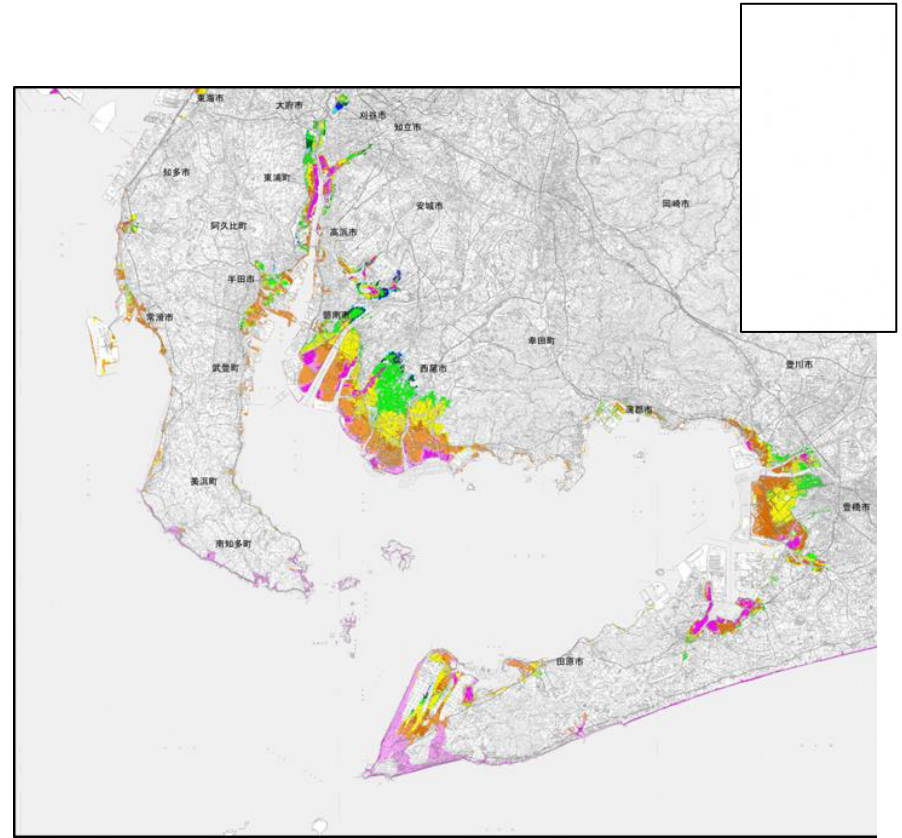 東海市
大府市
刈谷市
知立市
知多市
東浦町
安城市
岡崎市
阿久比町
高浜市
半田市
常滑市
碧南市
幸田町
武豊町
西尾市
豊川市
蒲郡市
美浜町
豊橋市
南知多町
田原市